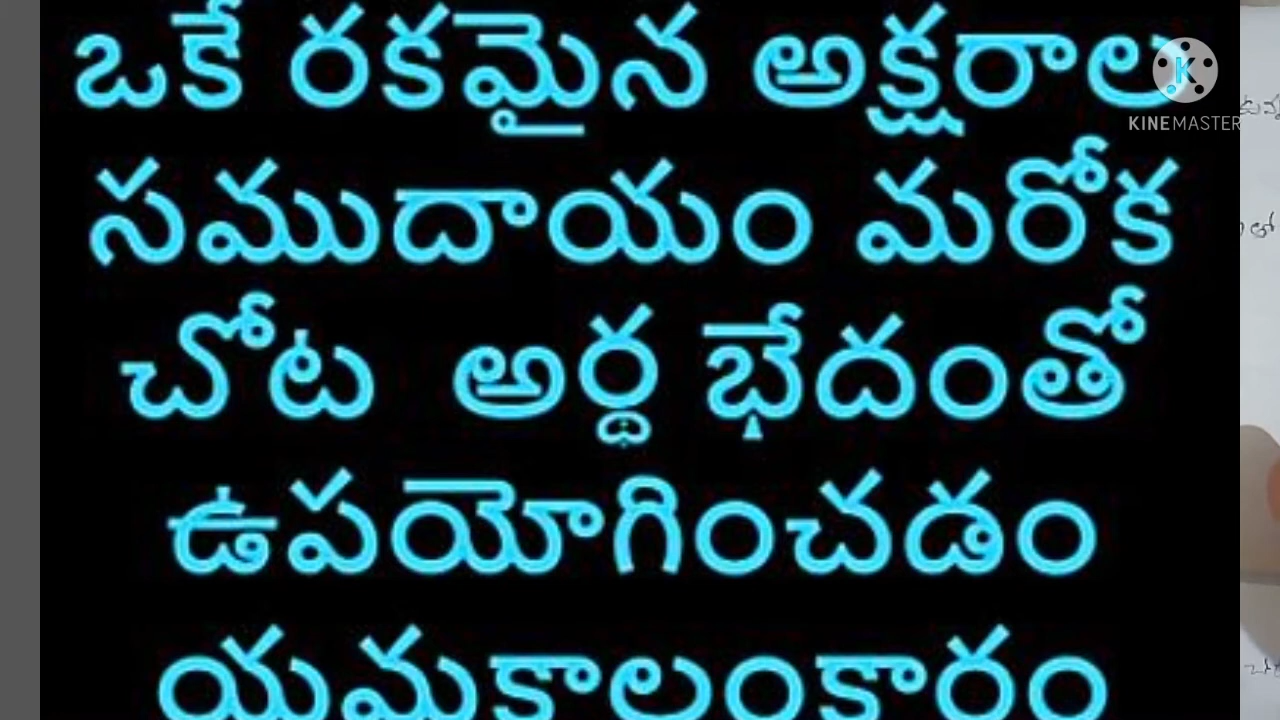 ఒకే రకమైన అక్షరాల
సముదాయం మరోక
చోట అర్ధ భేదంతో
ఉపయోగించడం
యమకాలంకారం
K
KINEMASTER